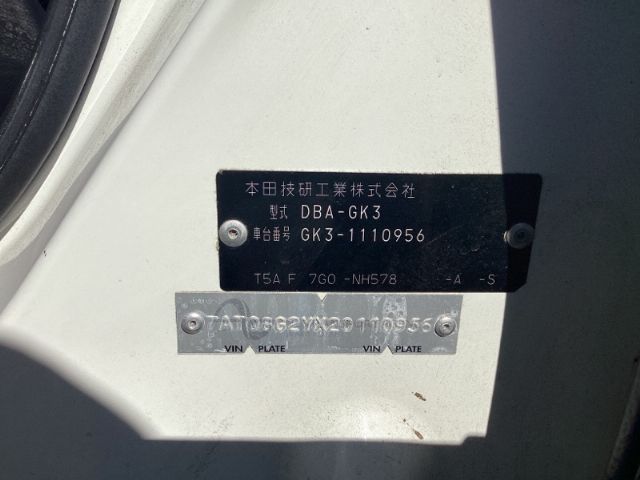 本田技研工業株式会社
型式 DBA-GK3
車台番号 GK3-1110956
T5A F 7G0 -NH578 -A -S
7AT08G2YX20110956
VIN PLATE VIN PLATE